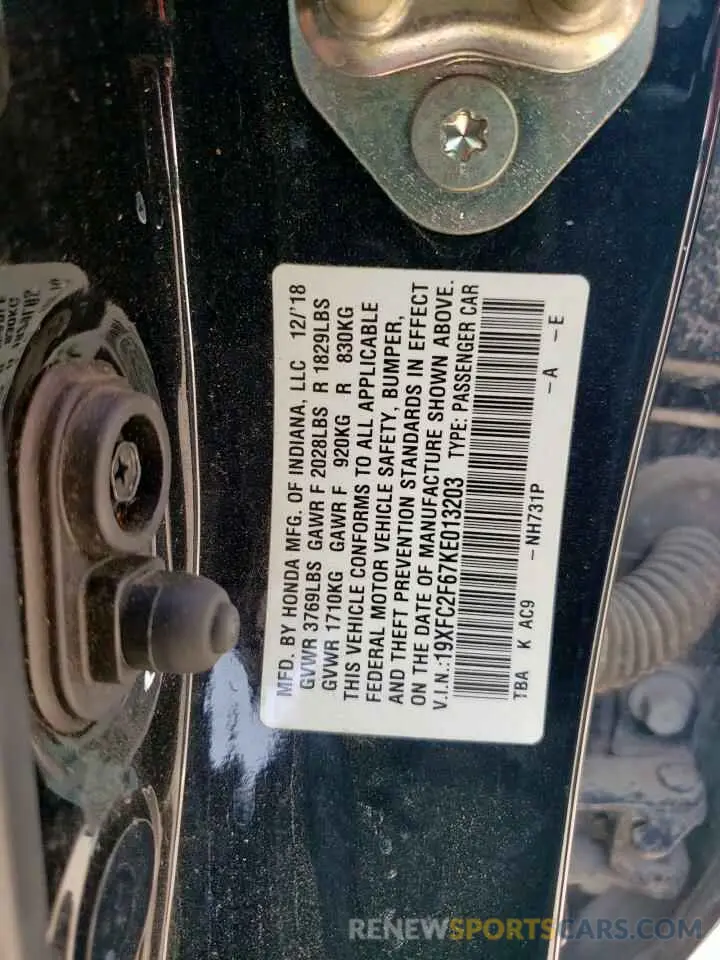 MFD. BY HONDA MFG. OF INDIANA, LLC 12/'18
GVWR 3769LBS GAWR F 2028LBS R 1829LBS
GVWR 1710KG GAWR F 920KG R 830KG
THIS VEHICLE CONFORMS TO ALL APPLICABLE
FEDERAL MOTOR VEHICLE SAFETY, BUMPER,
AND THEFT PREVENTION STANDARDS IN EFFECT
ON THE DATE OF MANUFACTURE SHOWN ABOVE.
V.I.N.:19XFC2F67KE013203 TYPE: PASSENGER CAR
TBA K AC9 -NH731P -A -E
RENEWSPORTSCARS.COM